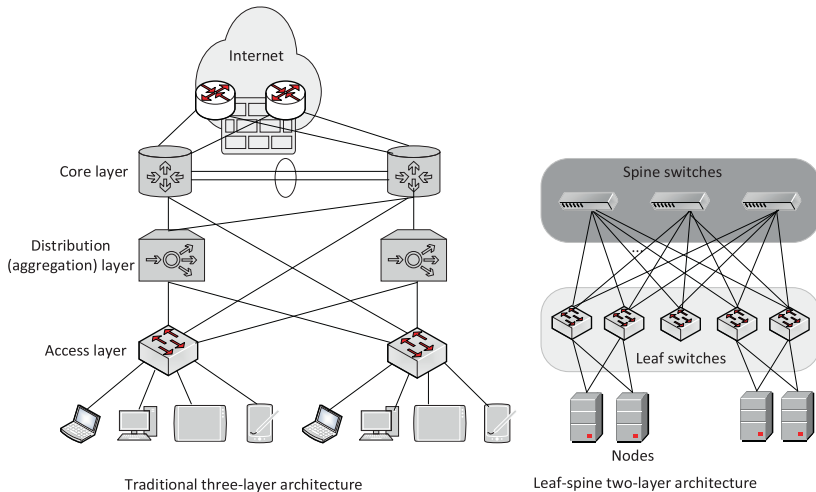 Internet
Core layer
Distribution
(aggregation) layer
Access layer
Traditional three-layer architecture
Spine switches
...
Leaf switches
Nodes
Leaf-spine two-layer architecture